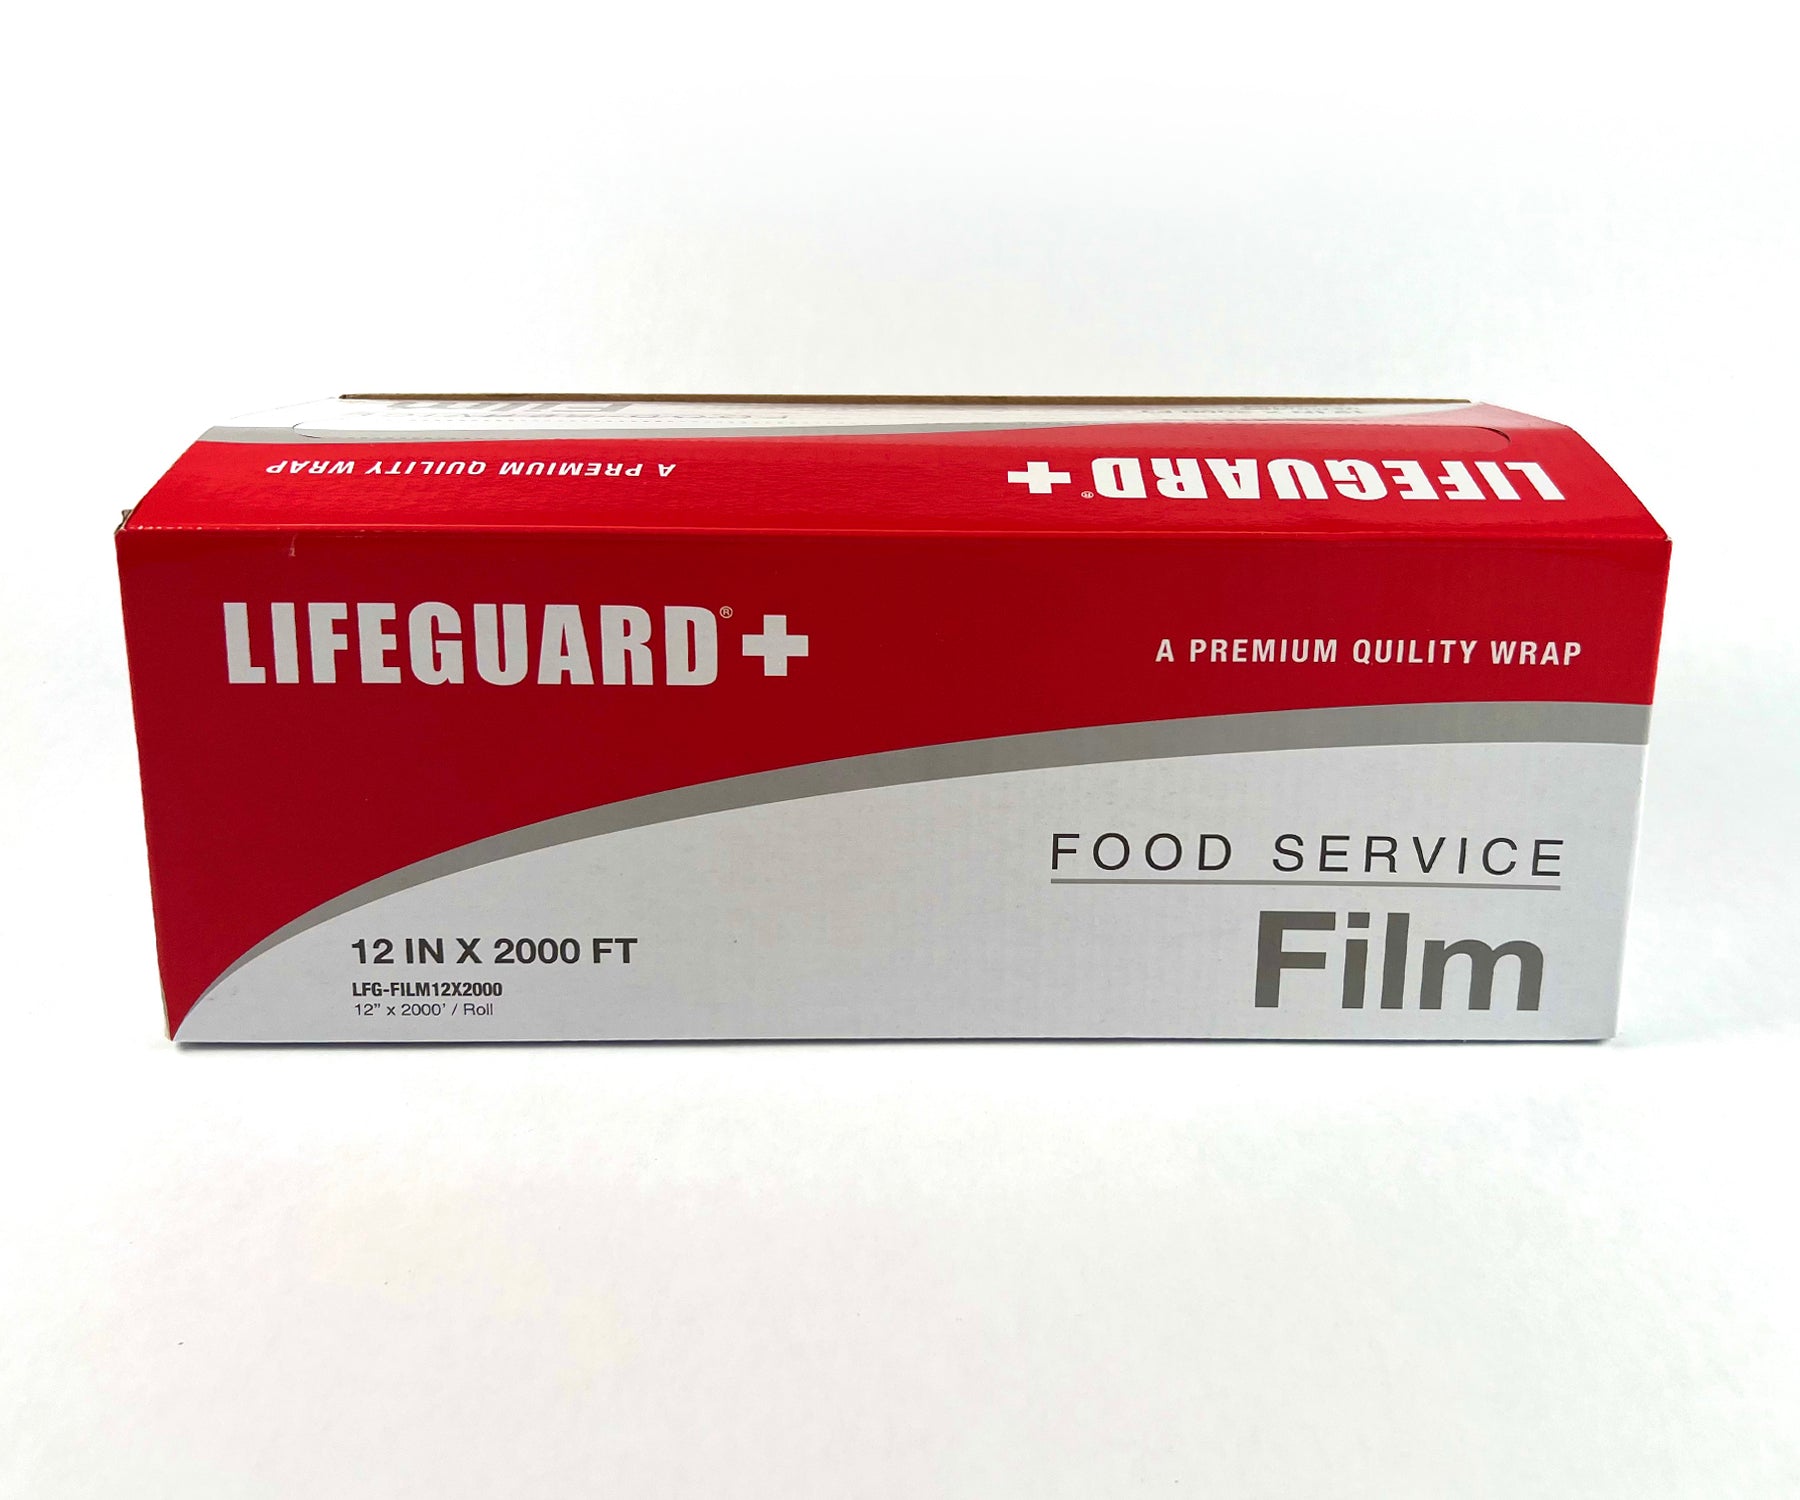 Film
A PREMIUM QUILITY WRAP
LIFEGUARD®+
LIFEGUARD®+
A PREMIUM QUILITY WRAP
FOOD SERVICE
Film
12 IN X 2000 FT
LFG-FILM12X2000
12” x 2000’ / Roll